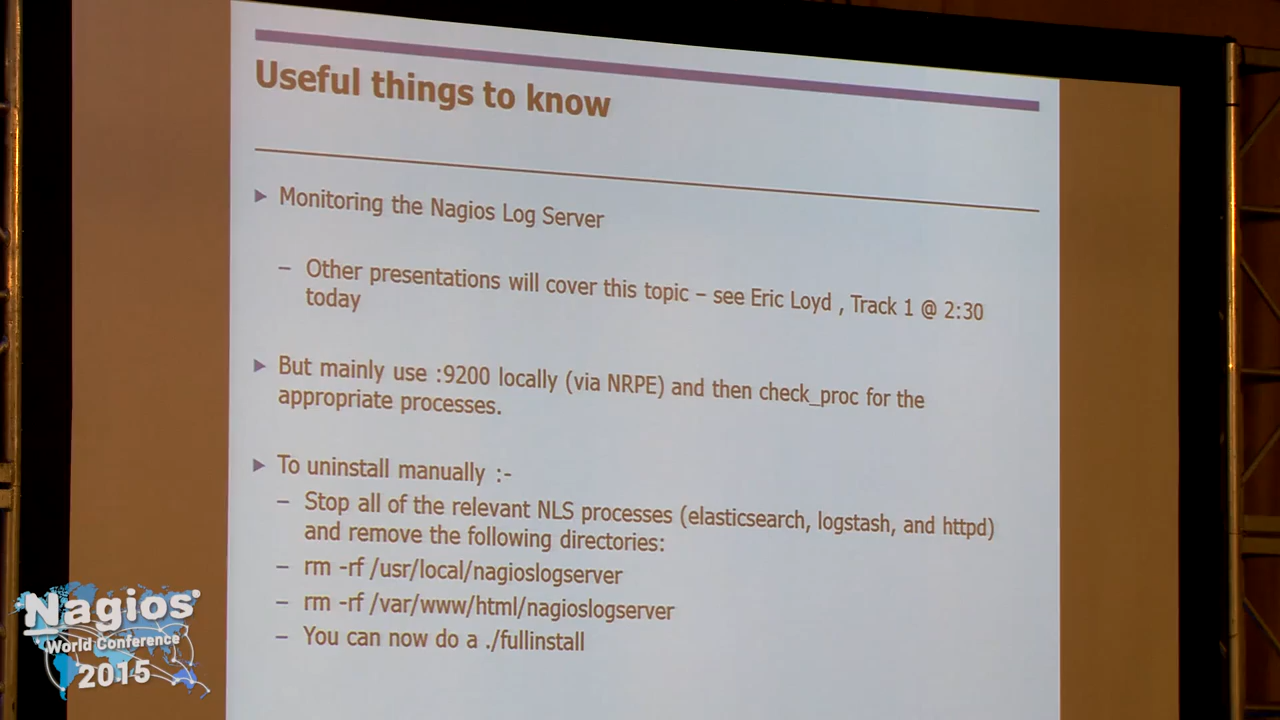 Useful things to know
Monitoring the Nagios Log Server
– Other presentations will cover this topic – see Eric Loyd , Track 1 @ 2:30
today
But mainly use :9200 locally (via NRPE) and then check_proc for the
appropriate processes.
To uninstall manually :-
– Stop all of the relevant NLS processes (elasticsearch, logstash, and httpd)
and remove the following directories:
– rm -rf /usr/local/nagioslogserver
– rm -rf /var/www/html/nagioslogserver
– You can now do a ./fullinstall
Nagios®
World Conference
2015